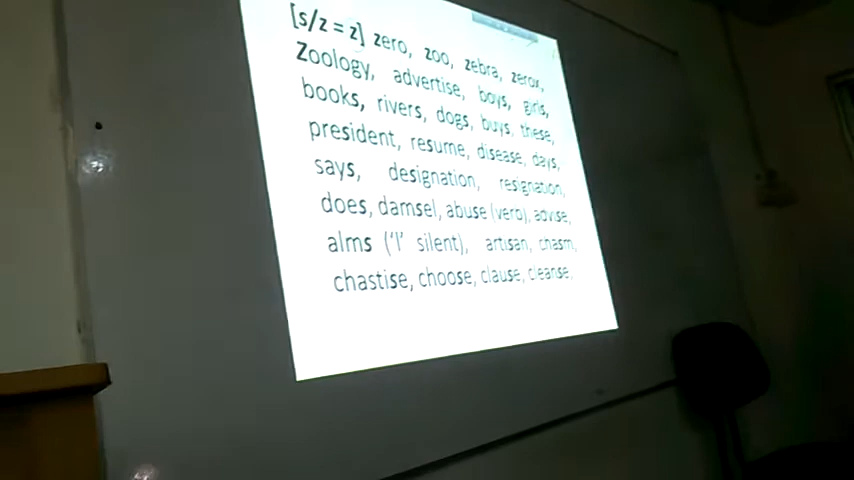 [s/z = z] zero, zoo, zebra, zerox,
Zoology, advertise, boys, girls,
books, rivers, dogs, buys, these,
president, resume, disease, days,
says, designation, resignation,
does, damsel, abuse (verb), advise,
alms ('l' silent), artisan, chasm,
chastise, choose, clause, cleanse,